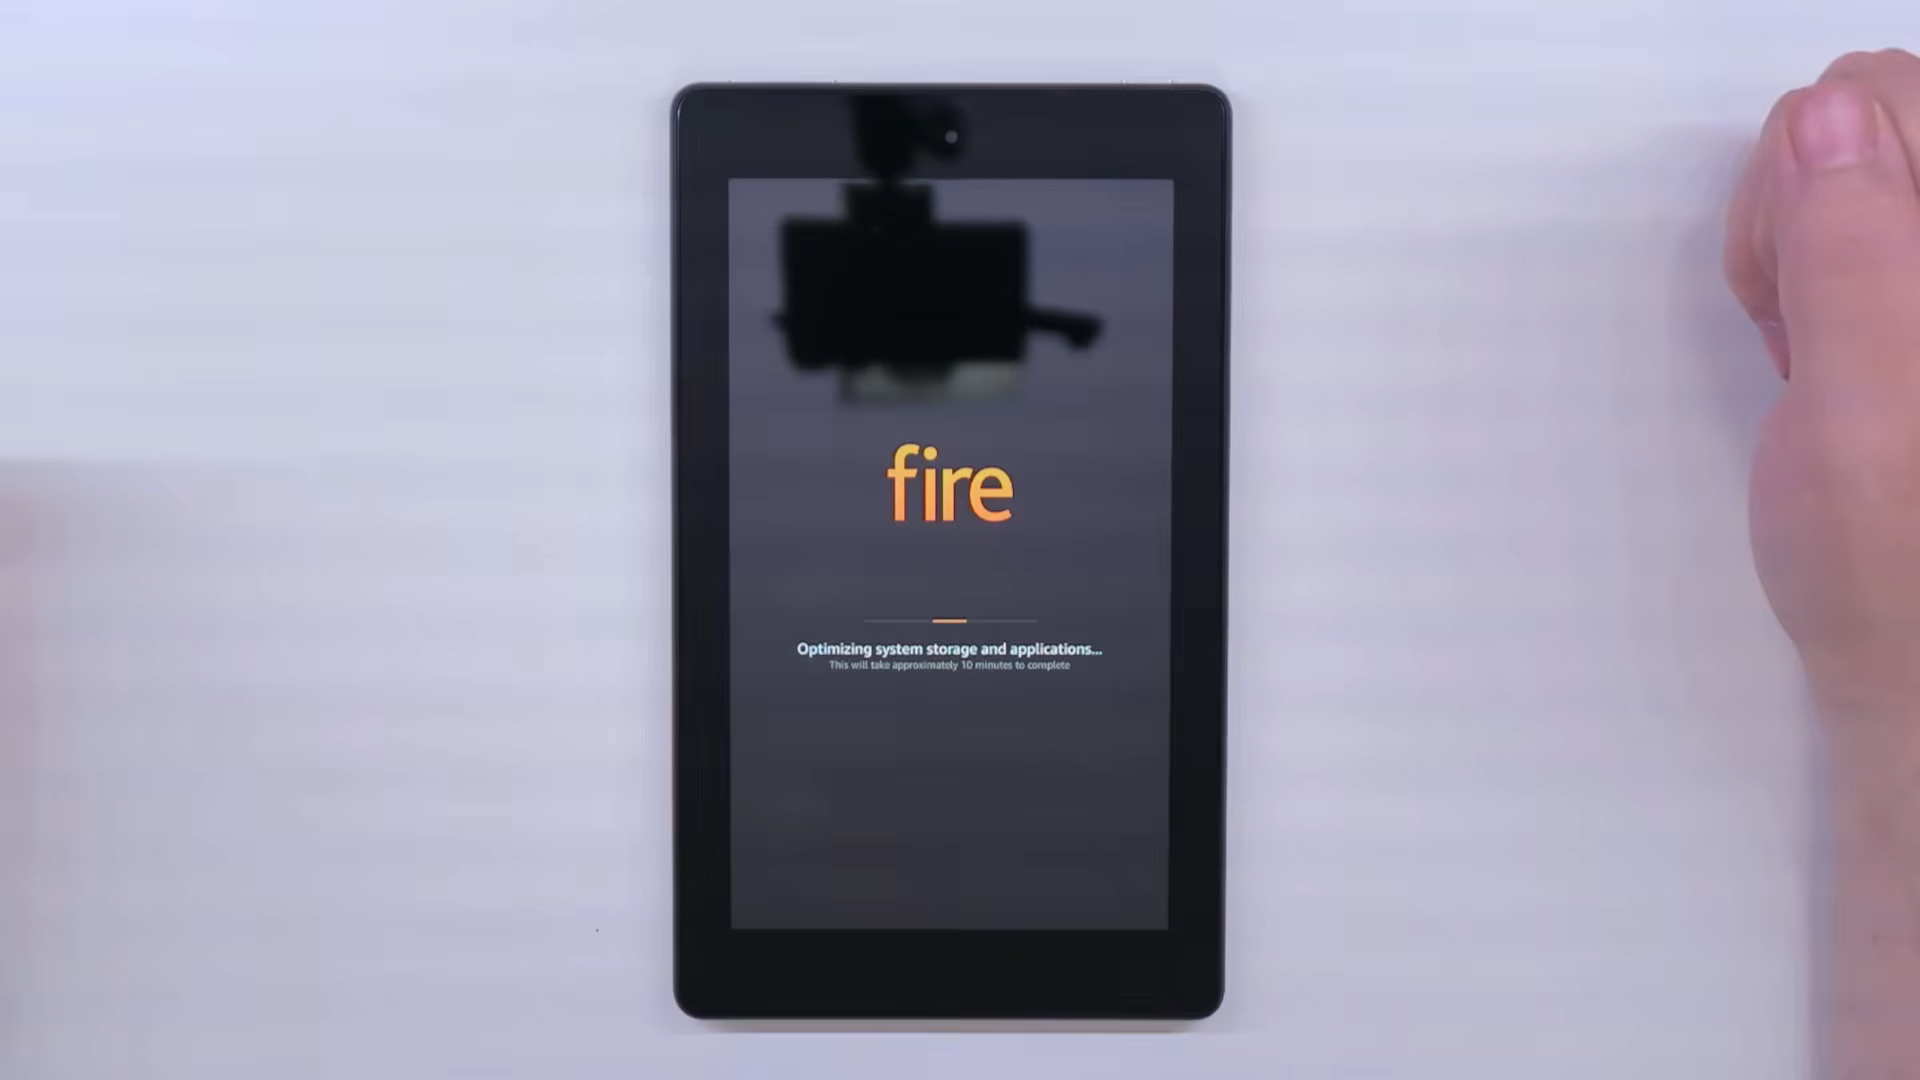 fire
Optimizing system storage and applications...
This will take approximately 10 minutes to complete